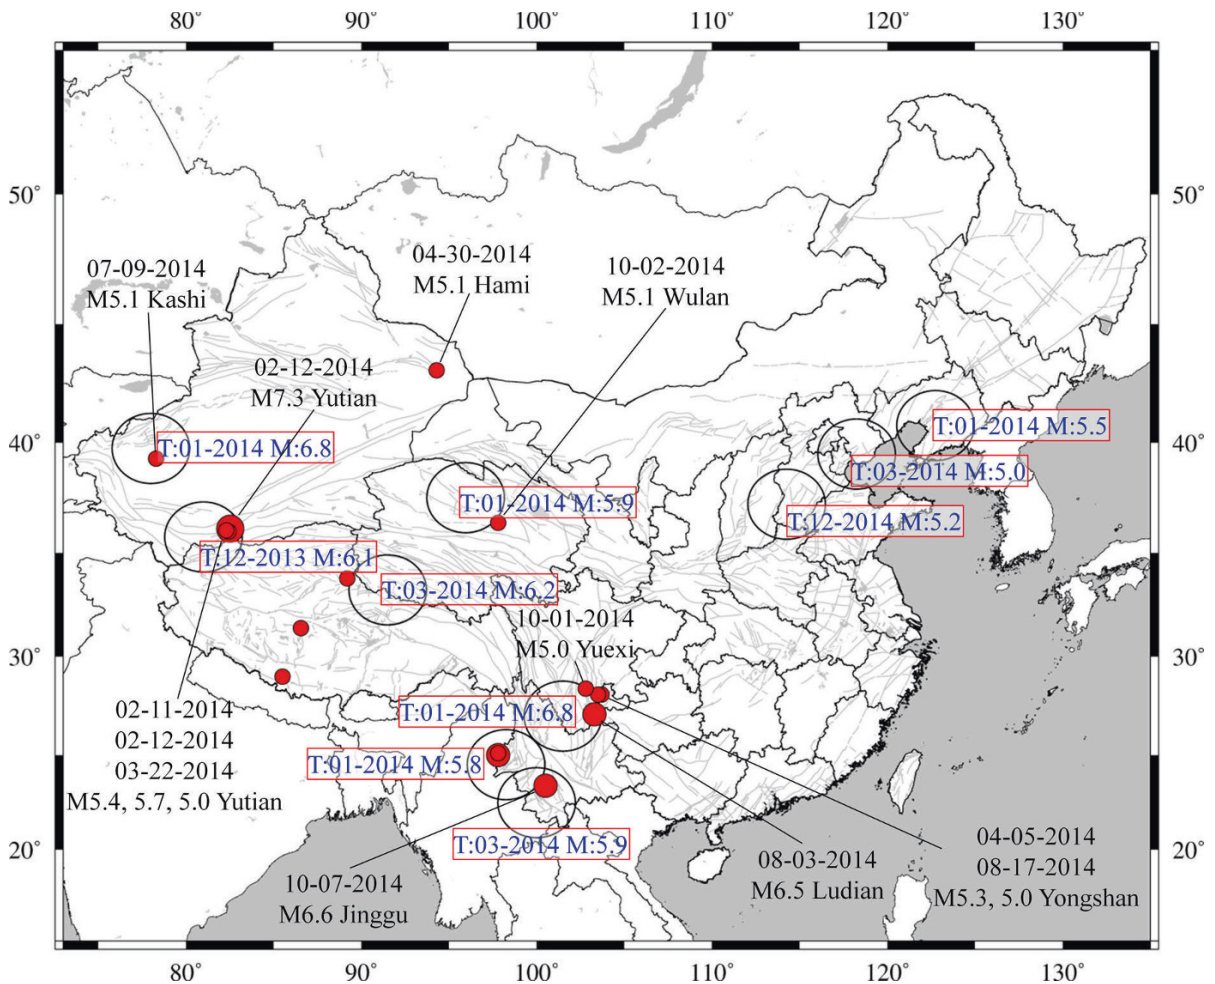 80° 90° 100° 110° 120° 130°
50° 50°
07-09-2014
M5.1 Kashi
04-30-2014
M5.1 Hami
10-02-2014
M5.1 Wulan
02-12-2014
M7.3 Yutian
40° 40°
T:01-2014 M:6.8
T:01-2014 M:5.5
T:03-2014 M:5.0
T:01-2014 M:5.9
T:12-2014 M:5.2
T:12-2013 M:6.1
T:03-2014 M:6.2
10-01-2014
M5.0 Yuexi
30° 30°
02-11-2014
02-12-2014
03-22-2014
M5.4, 5.7, 5.0 Yutian
T:01-2014 M:6.8
T:01-2014 M:5.8
T:03-2014 M:5.9
20° 20°
10-07-2014
M6.6 Jinggu
08-03-2014
M6.5 Ludian
04-05-2014
08-17-2014
M5.3, 5.0 Yongshan
80° 90° 100° 110° 120° 130°